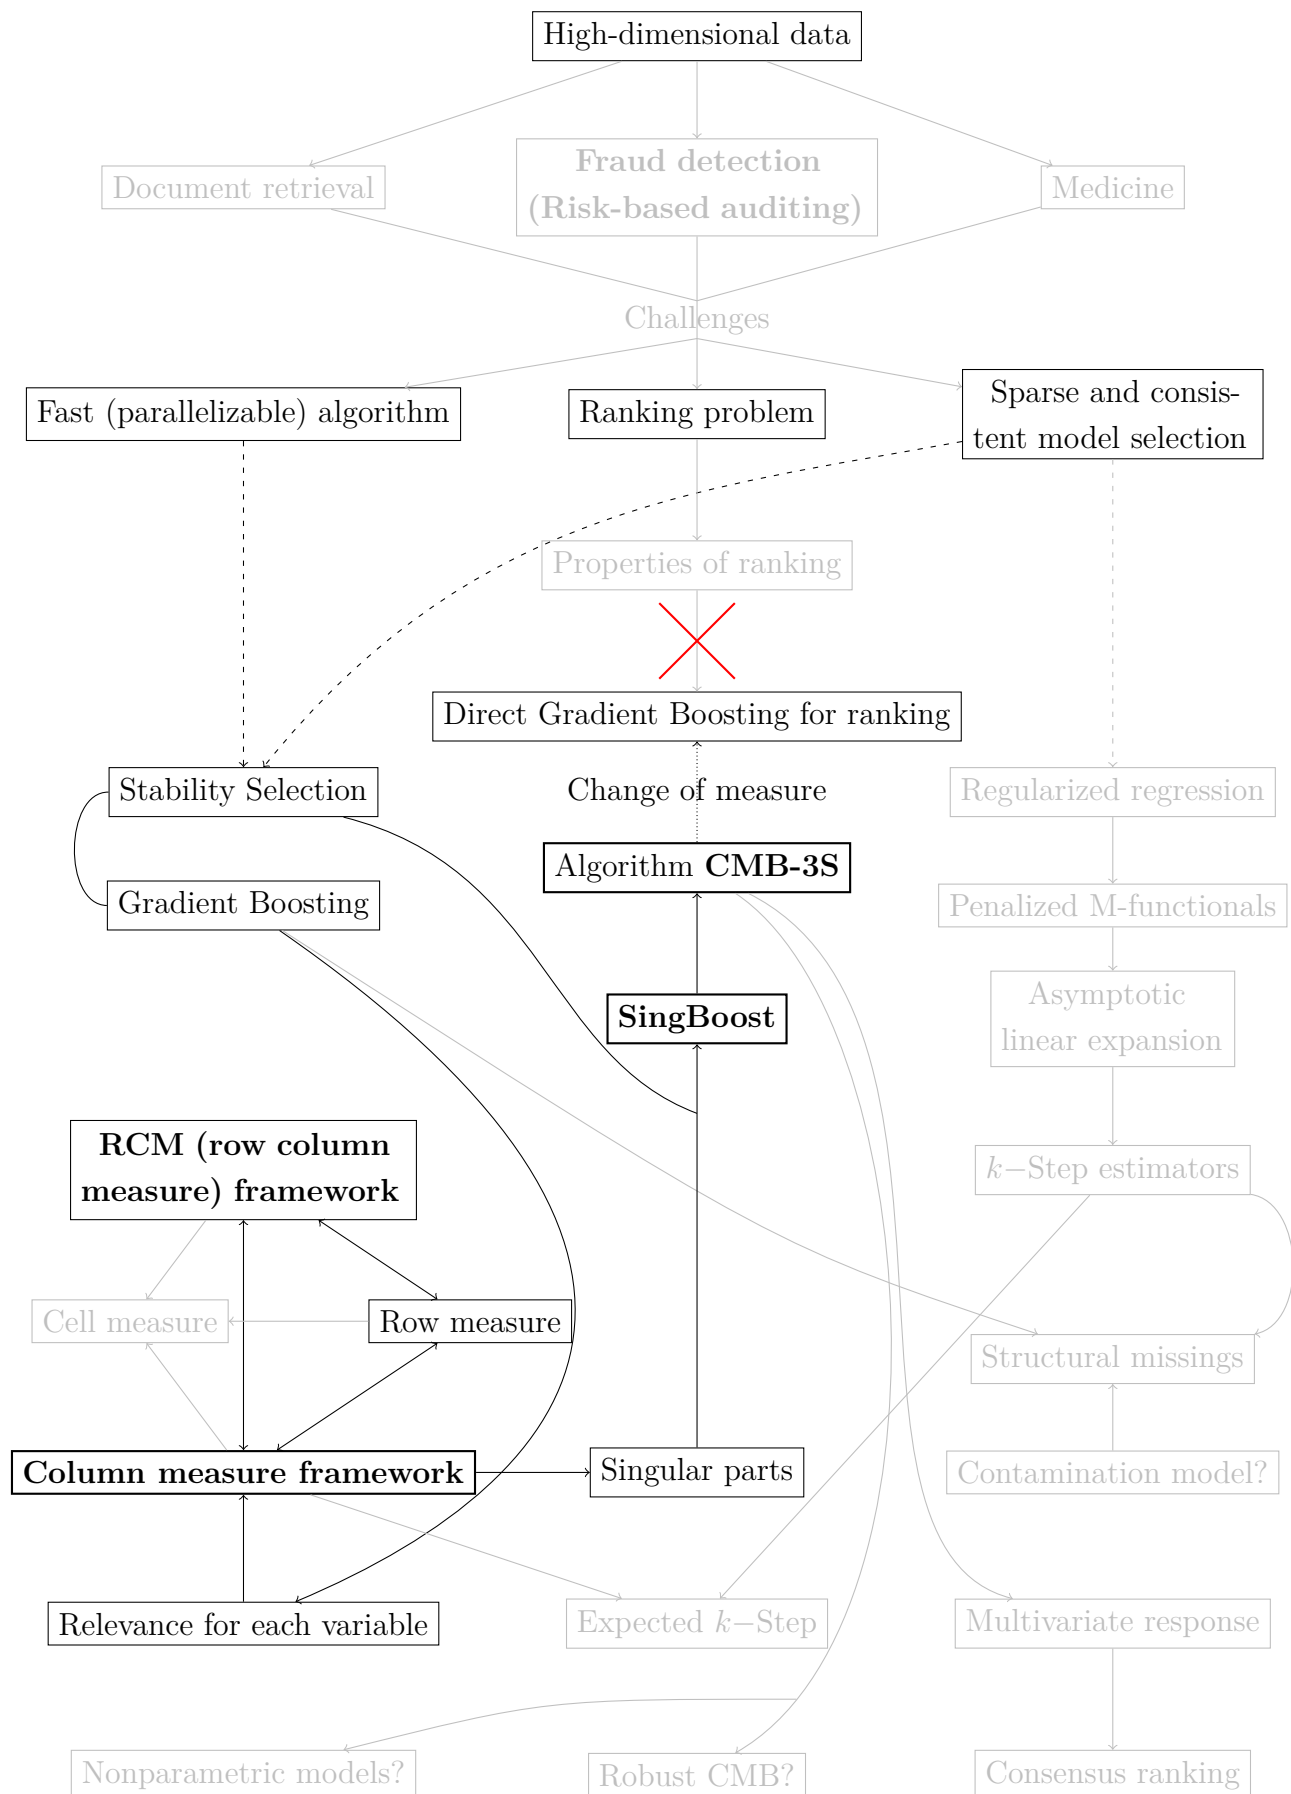 High-dimensional data
Document retrieval
Fraud detection
(Risk-based auditing)
Medicine
Challenges
Fast (parallelizable) algorithm
Ranking problem
Sparse and consis-
tent model selection
Properties of ranking
Direct Gradient Boosting for ranking
Stability Selection
Change of measure
Regularized regression
Algorithm CMB-3S
Gradient Boosting
Penalized M-functionals
SingBoost
Asymptotic
linear expansion
RCM (row column
measure) framework
k−Step estimators
Cell measure
Row measure
Structural missings
Column measure framework
Singular parts
Contamination model?
Relevance for each variable
Expected k−Step
Multivariate response
Nonparametric models?
Robust CMB?
Consensus ranking